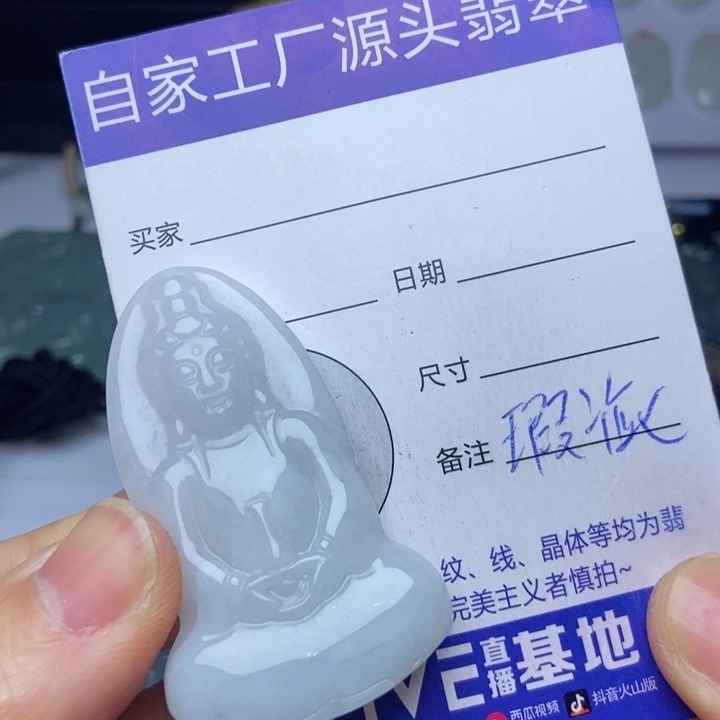 自家工厂源头翡翠
买家
日期
尺寸
备注 瑕
纹、线、晶体等均为翡
完美主义者慎拍~
VE直播基地
西瓜视频 抖音火山版